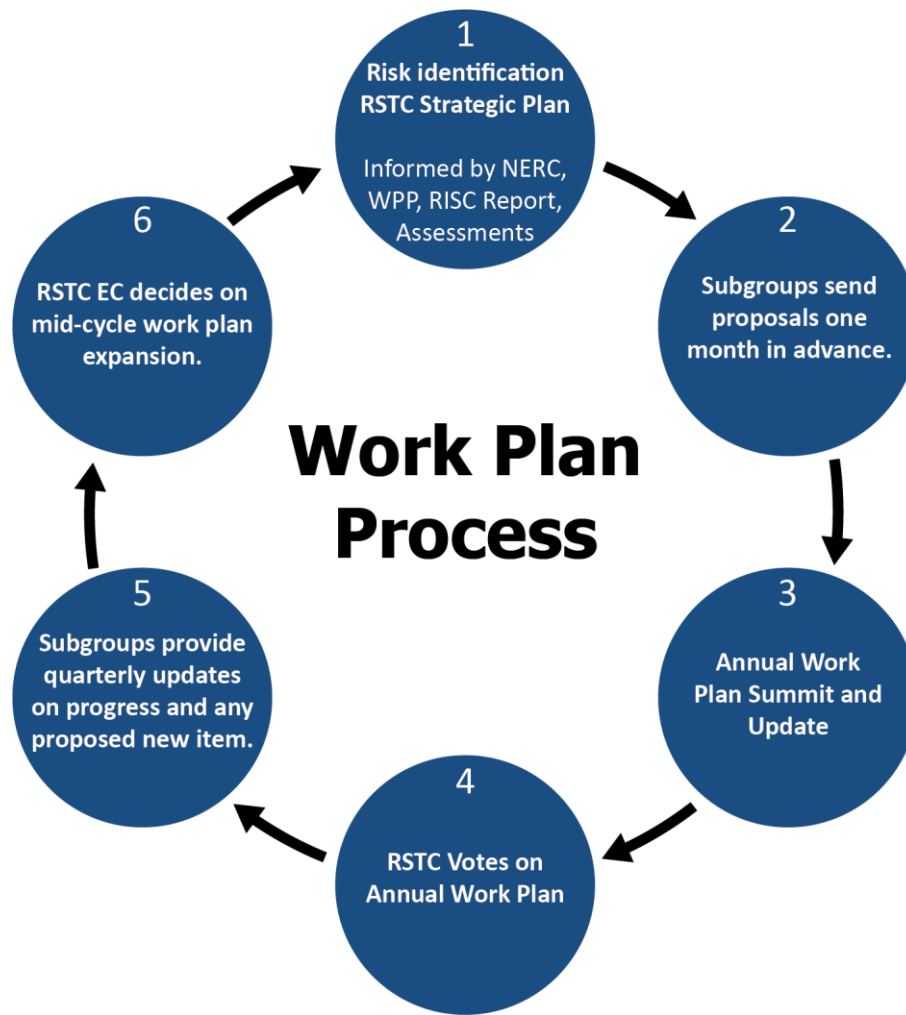 1
Risk identification
RSTC Strategic Plan
Informed by NERC,
WPP, RISC Report,
Assessments
2
Subgroups send
proposals one
month in advance.
3
Annual Work
Plan Summit and
Update
4
RSTC Votes on
Annual Work Plan
5
Subgroups provide
quarterly updates
on progress and any
proposed new item.
6
RSTC EC decides on
mid-cycle work plan
expansion.
Work Plan
Process